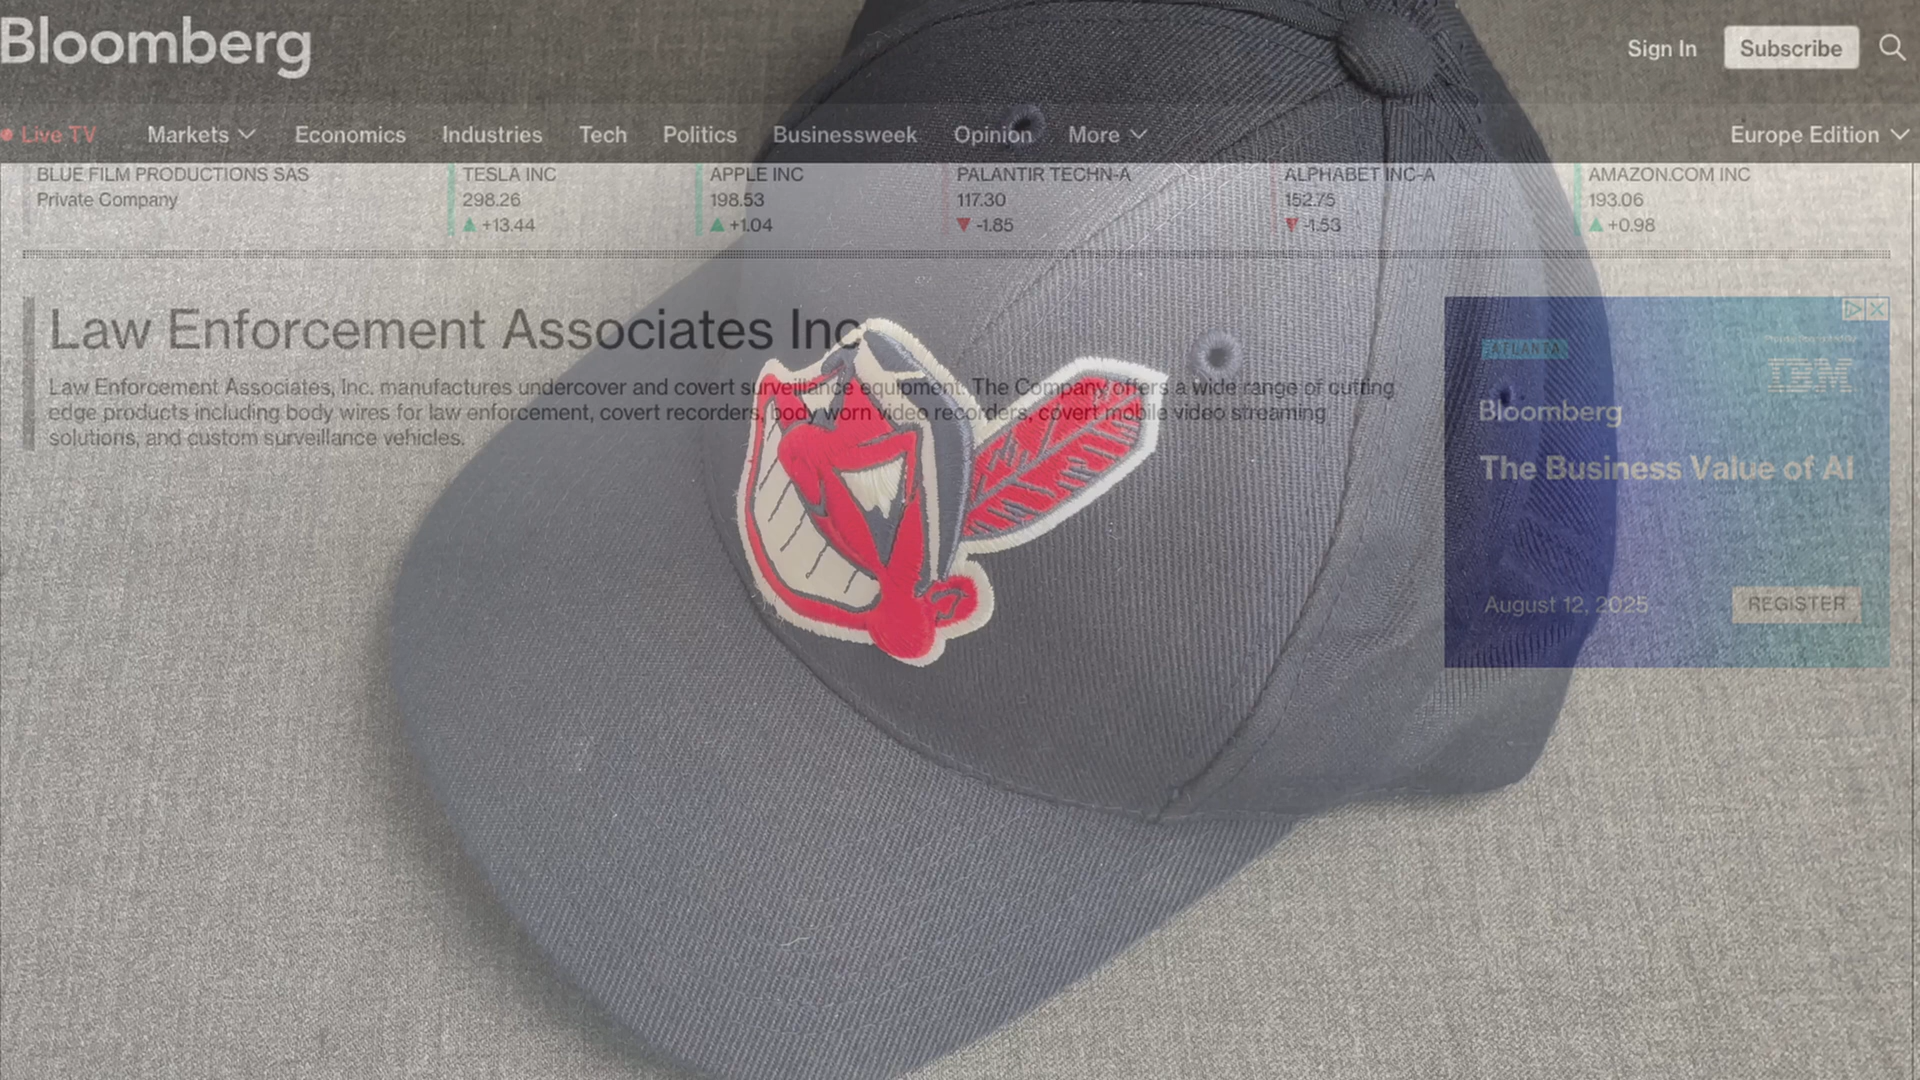 Bloomberg
Sign In
Subscribe
Live TV
Markets
Economics
Industries
Tech
Politics
Businessweek
Opinion
More
Europe Edition
BLUE FILM PRODUCTIONS SAS
Private Company
TESLA INC
298.26
+13.44
APPLE INC
198.53
+1.04
PALANTIR TECHN-A
117.30
-1.85
ALPHABET INC-A
152.75
-1.53
AMAZON.COM INC
193.06
+0.98
Law Enforcement Associates Inc
Law Enforcement Associates, Inc. manufactures undercover and covert surveillance equipment. The Company offers a wide range of cutting
edge products including body wires for law enforcement, covert recorders, body worn video recorders, covert mobile video streaming
solutions, and custom surveillance vehicles.
ATLANTA
IBM
Bloomberg
The Business Value of AI
August 12, 2025
REGISTER